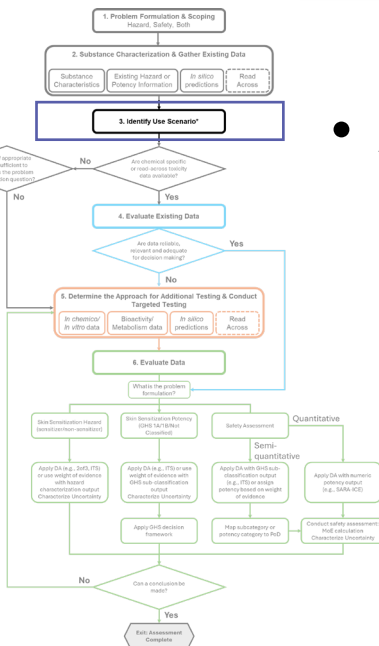 1. Problem Formulation & Scoping
Hazard, Safety, Both
2. Substance Characterization & Gather Existing Data
Substance
Characteristics
Existing Hazard or
Potency Information
In silico
predictions
Read
Across
3. Identify Use Scenario*
appropriate
the problem
question?
No
Are chemical specific
or read-across toxicity
data available?
No
Yes
4. Evaluate Existing Data
Are data reliable,
relevant and adequate
for decision making?
Yes
No
5. Determine the Approach for Additional Testing & Conduct
Targeted Testing
In chemico/
In vitro data
Bioactivity/
Metabolism data
In silico
predictions
Read
Across
6. Evaluate Data
What is the problem
formulation?
Skin Sensitization Hazard
(sensitizer/non-sensitizer)
Skin Sensitization Potency
(GHS 1A/1B/Not
Classified)
Safety Assessment
Quantitative
Semi-
quantitative
Apply DA (e.g., 2of3, ITS)
or use weight of evidence
with hazard
characterization output
Characterize Uncertainty
Apply DA (e.g., ITS) or use
weight of evidence with
GHS sub-classification
output
Characterize Uncertainty
Apply DA with GHS sub-
classification output
(e.g., ITS) or assign
potency based on weight
of evidence
Apply DA with numeric
potency output
(e.g., SARA-ICE)
Apply GHS decision
framework
Map subcategory or
potency category to PoD
Conduct safety assessment:
MoE calculation
Characterize Uncertainty
Can a conclusion be
made?
No
Yes
Exit: Assessment
Complete